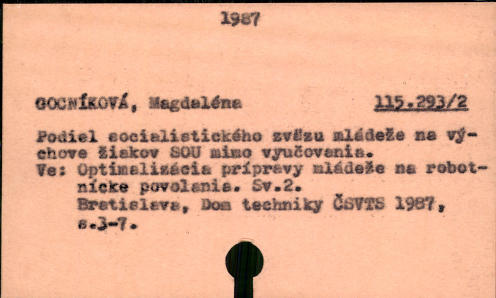 1987
GOCNÍKOVÁ, Magdaléna 115.293/2
Podiel socialistického zväzu mládeže na vý-
chove žiakov SOU mimo vyučovania.
Ve: Optimalizácia prípravy mládeže na robot-
nícke povolania. Sv.2.
Bratislava, Dom techniky ČSVTS 1987,
s.3-7.